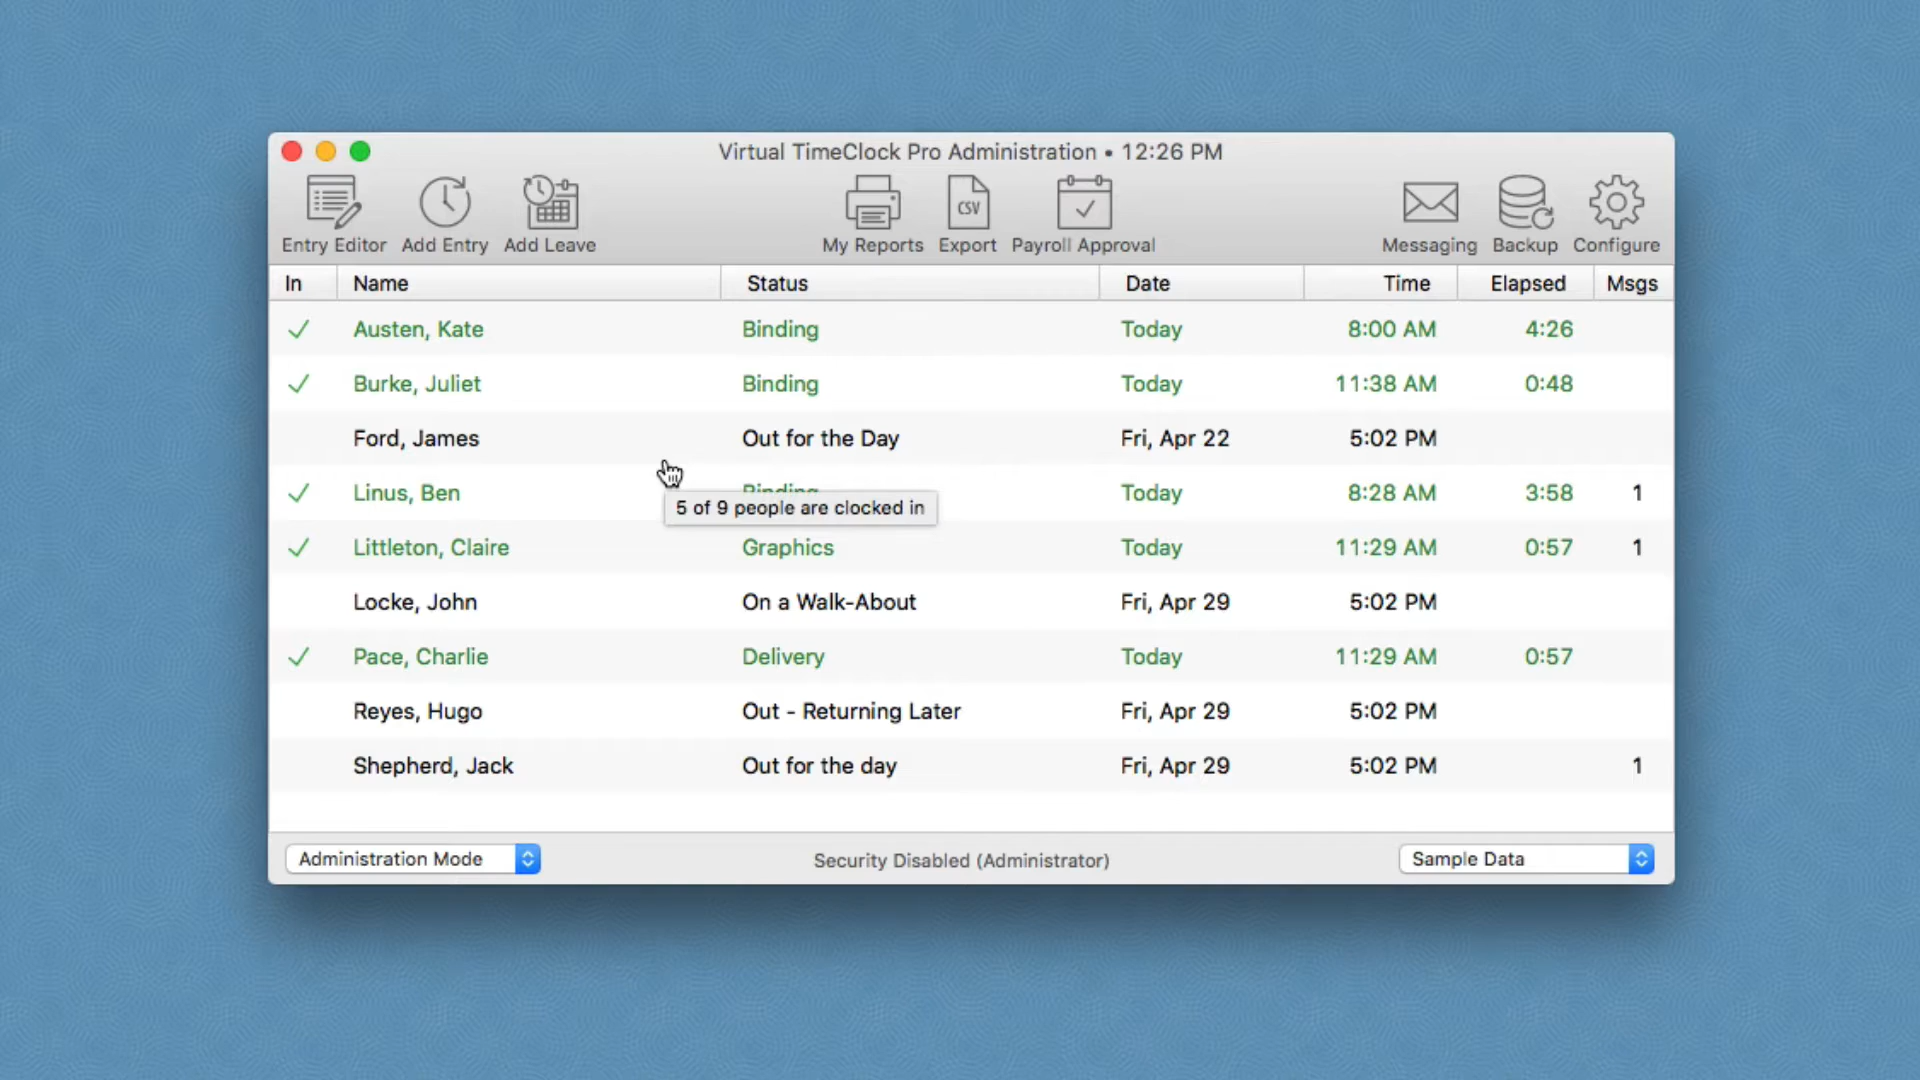 Virtual TimeClock Pro Administration • 12:26 PM
Entry Editor Add Entry Add Leave CSV My Reports Export Payroll Approval Messaging Backup Configure
In Name Status Date Time Elapsed Msgs
Austen, Kate Binding Today 8:00 AM 4:26
Burke, Juliet Binding Today 11:38 AM 0:48
Ford, James Out for the Day Fri, Apr 22 5:02 PM
Linus, Ben Binding Today 8:28 AM 3:58 1
5 of 9 people are clocked in
Littleton, Claire Graphics Today 11:29 AM 0:57 1
Locke, John On a Walk-About Fri, Apr 29 5:02 PM
Pace, Charlie Delivery Today 11:29 AM 0:57
Reyes, Hugo Out - Returning Later Fri, Apr 29 5:02 PM
Shepherd, Jack Out for the day Fri, Apr 29 5:02 PM 1
Administration Mode Security Disabled (Administrator) Sample Data